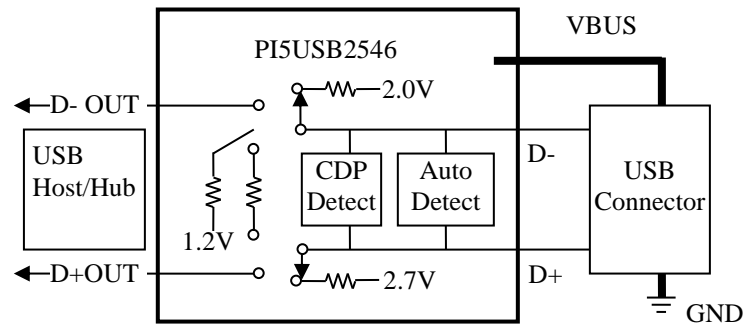 VBUS
PI5USB2546
D- OUT
2.0V
USB
Host/Hub
CDP
Detect
Auto
Detect
D-
USB
Connector
1.2V
D+OUT
2.7V
D+
GND